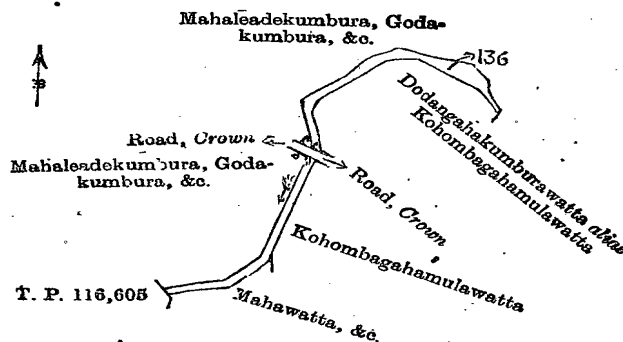 Mahaleadekumbura, Goda-
kumbura, &c.
136
Dodangahakumburawatta alias
Kohombagahamulawatta
Road, Crown
Mahaleadekumbura, Goda-
kumbura, &c.
Road, Crown
Kohombagahamulawatta
T. P. 116,605
Mahawatta, &c.